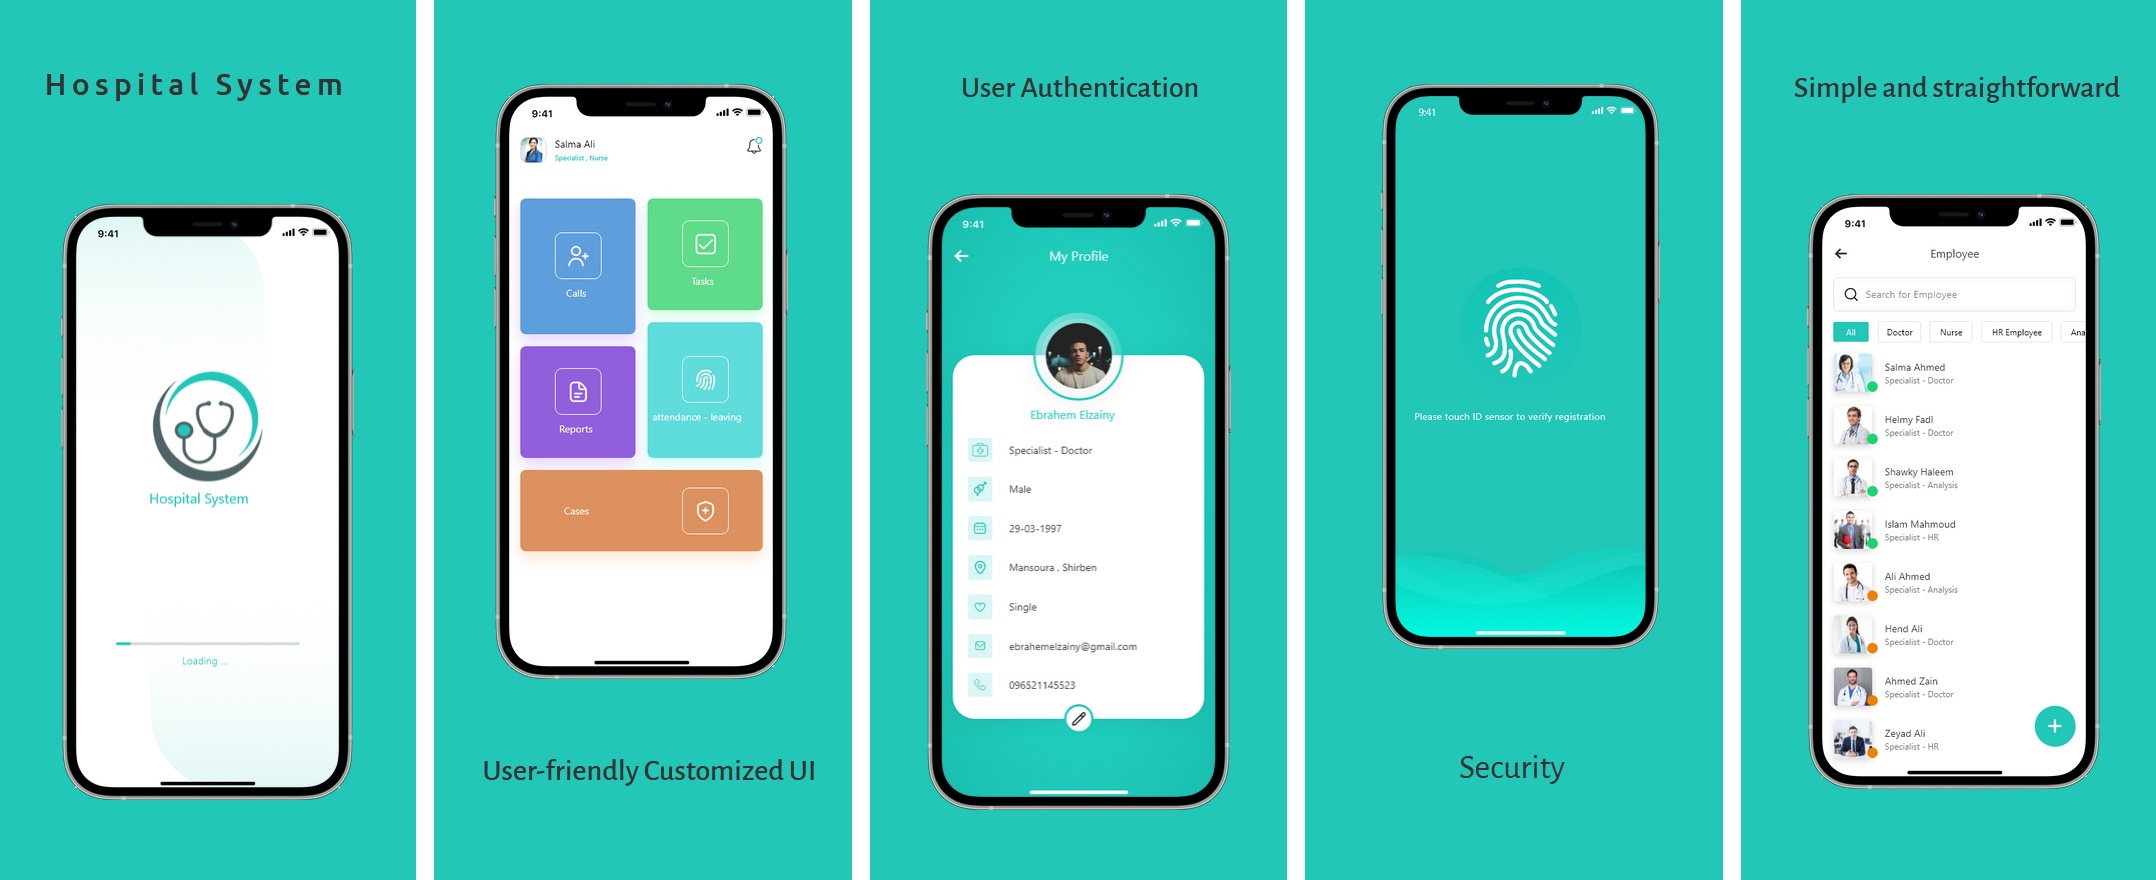 Hospital System
9:41
Hospital System
Loading ...
9:41
Salma Ali
Specialist , Nurse
Calls
Tasks
Reports
attendance - leaving
Cases
User-friendly Customized UI
User Authentication
9:41
My Profile
Ebrahem Elzainy
Specialist - Doctor
Male
29-03-1997
Mansoura , Shirben
Single
ebrahemelzainy@gmail.com
096521145523
9:41
Please touch ID sensor to verify registration
Security
Simple and straightforward
9:41
Employee
Search for Employee
All Doctor Nurse HR Employee Ana
Salma Ahmed
Specialist - Doctor
Helmy Fadl
Specialist - Doctor
Shawky Haleem
Specialist - Analysis
Islam Mahmoud
Specialist - HR
Ali Ahmed
Specialist - Analysis
Hend Ali
Specialist - Doctor
Ahmed Zain
Specialist - Doctor
Zeyad Ali
Specialist - HR